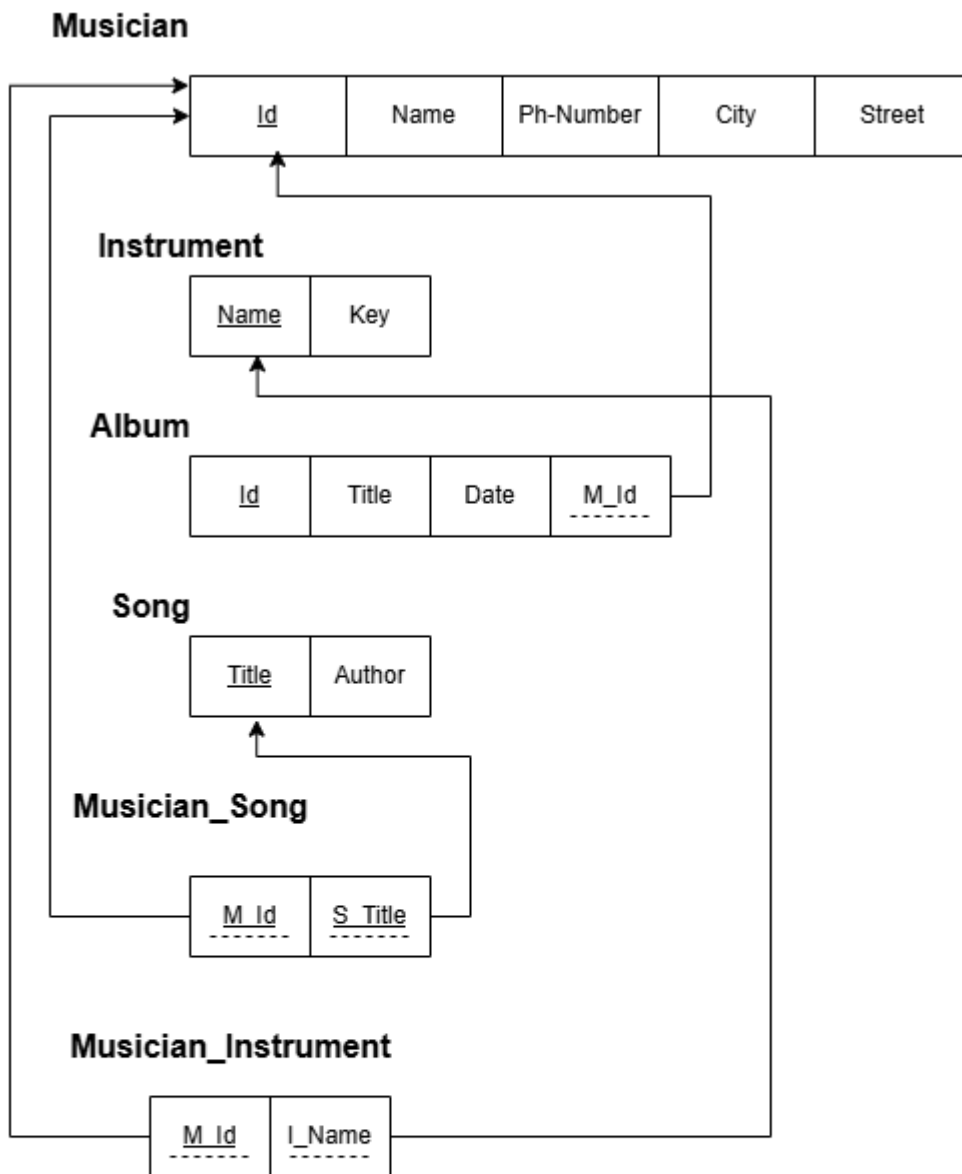 Musician
Id Name Ph-Number City Street
Instrument
Name Key
Album
Id Title Date M_Id
Song
Title Author
Musician_Song
M_Id S_Title
Musician_Instrument
M_Id I_Name